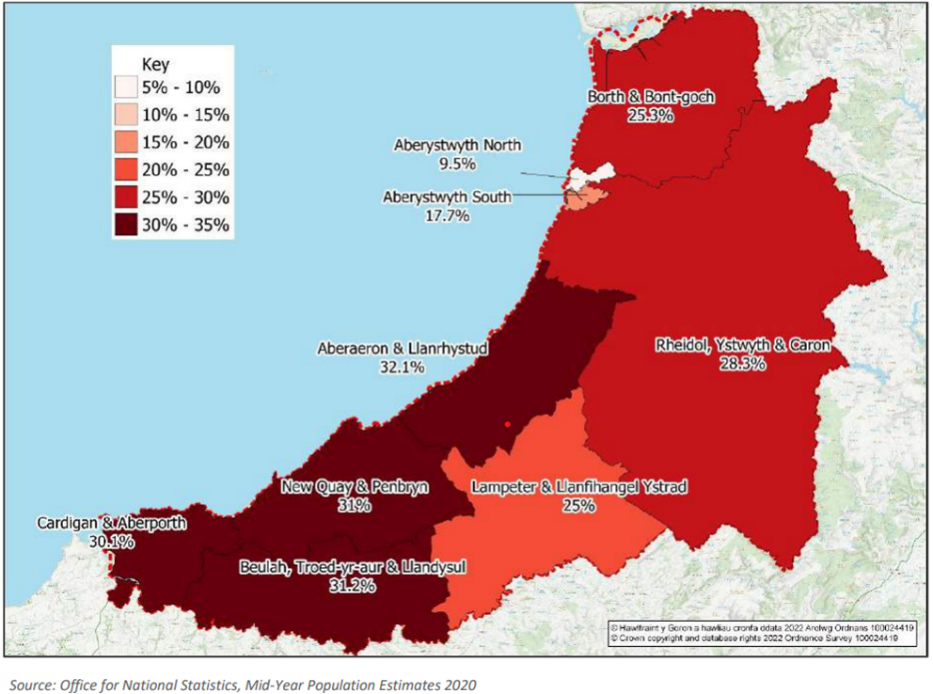 Key
5% - 10%
10% - 15%
15% - 20%
20% - 25%
25% - 30%
30% - 35%
Borth & Bont-goch
25.3%
Aberystwyth North
9.5%
Aberystwyth South
17.7%
Aberaeron & Llanrhystud
32.1%
Rheidol, Ystwyth & Caron
28.3%
New Quay & Penbryn
31%
Lampeter & Llanfihangel Ystrad
25%
Cardigan & Aberporth
30.1%
Beulah, Troed-yr-aur & Llandysul
31.2%
© Hawlfraint y Goron a hawliau cronfa ddata 2022 Arolwg Ordnans 100024419
© Crown copyright and database rights 2022 Ordnance Survey 100024419
Source: Office for National Statistics, Mid-Year Population Estimates 2020